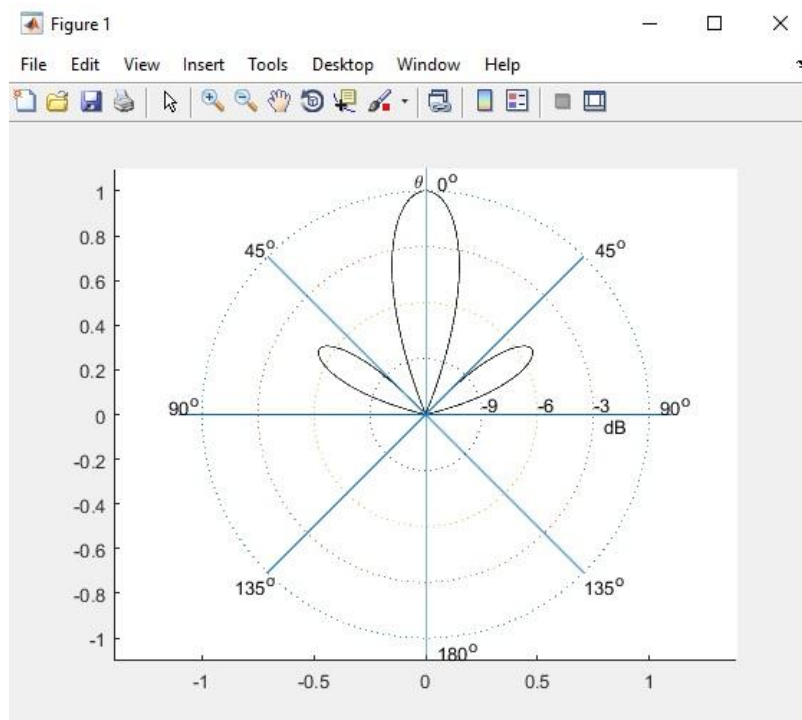 Figure 1
File Edit View Insert Tools Desktop Window Help
θ 0°
1
45° 45°
0.8
0.6
0.4
0.2
90° -9 -6 -3 90°
0
dB
-0.2
-0.4
-0.6
135° 135°
-0.8
-1
180°
-1 -0.5 0 0.5 1